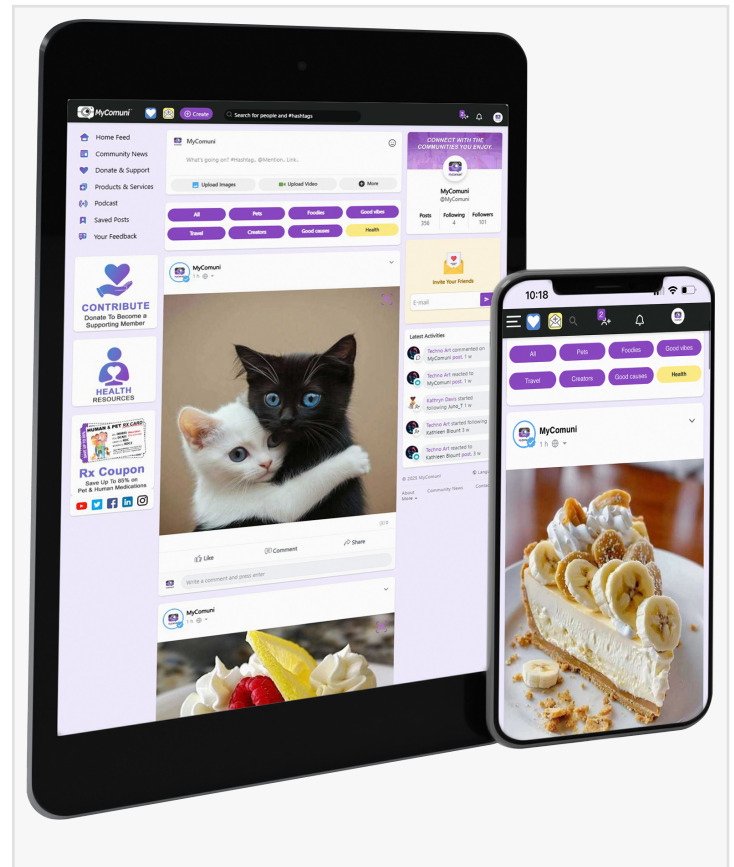 MyComuni
Create
Search for people and #hashtags
2
Home Feed
Community News
Donate & Support
Products & Services
Podcast
Saved Posts
Your Feedback
CONTRIBUTE
Donate To Become a
Supporting Member
HEALTH
RESOURCES
HUMAN & PET RX CARD
Rx Coupon
Save Up To 85% on
Pet & Human Medications
MyComuni
What's going on? #Hashtag, @Mention, Link..
Upload Images
Upload Video
More
All
Pets
Foodies
Good vibes
Travel
Creators
Good causes
Health
MyComuni
1 h
Like
Comment
Share
Write a comment and press enter
MyComuni
1 h
CONNECT WITH THE
COMMUNITIES YOU ENJOY.
MyComuni
@MyComuni
Posts Following Followers
356 4 101
Invite Your Friends
E-mail
Latest Activities
Techno Art commented on
MyComuni post. 1 w
Techno Art reacted to
MyComuni post. 1 w
Kathryn Davis started
following Juno_T 1 w
Techno Art started following
Kathleen Blount 3 w
Techno Art reacted to
Kathleen Blount post. 3 w
© 2025 MyComuni
About
Community News
More
10:18
2
All
Pets
Foodies
Good vibes
Travel
Creators
Good causes
Health
MyComuni
1 h